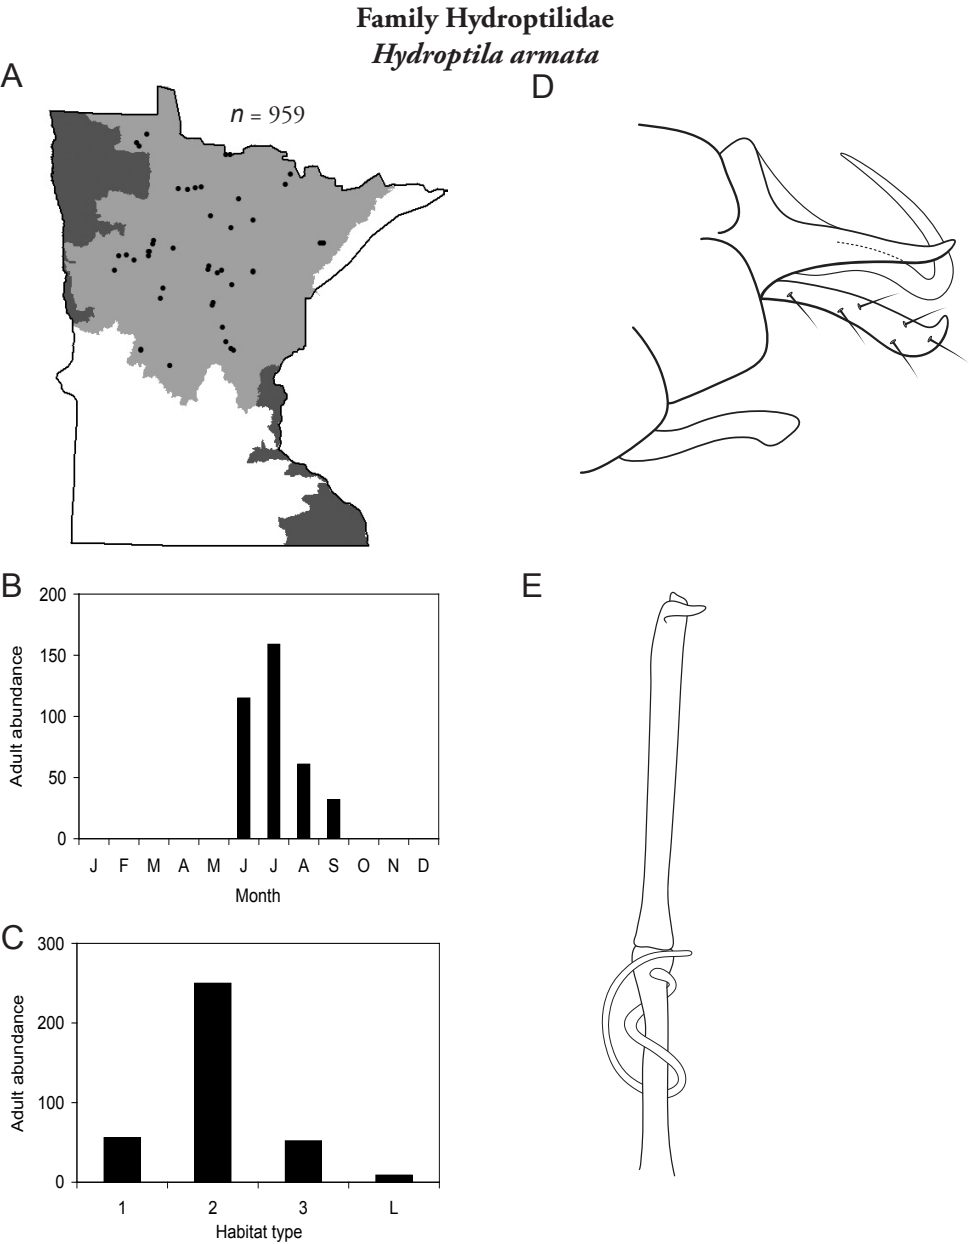 Family Hydroptilidae
Hydroptila armata
A
n = 959
D
B
200
150
100
50
0
Adult abundance
J F M A M J J A S O N D
Month
E
C
300
200
100
0
Adult abundance
1 2 3 L
Habitat type